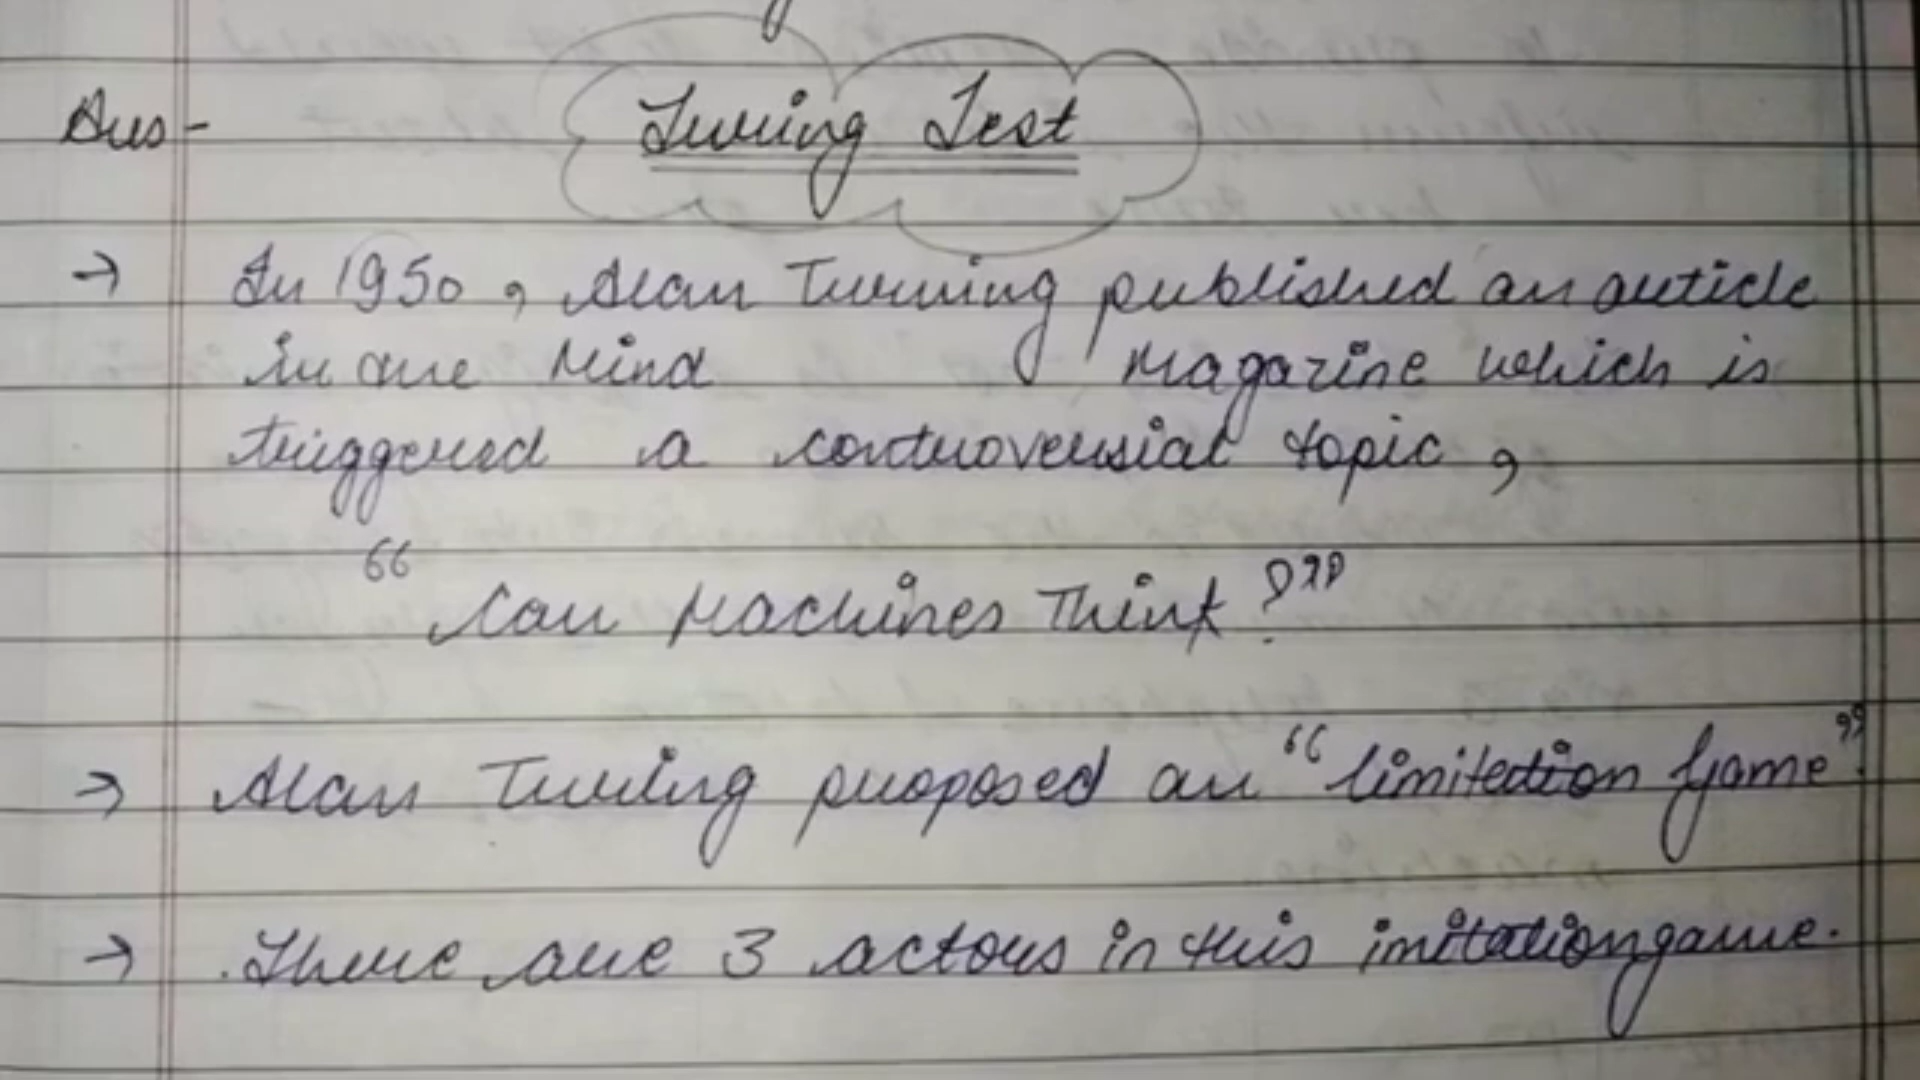 Turing Test
Ans -
→ In 1950, Alan Turning published an article
in are Mind Magazine which is
triggered a controversial topic,
“ Can Machines Think ? ”
→ Alan Turing proposed an “ limitation Game ”.
→ There are 3 actors in this imitation game.